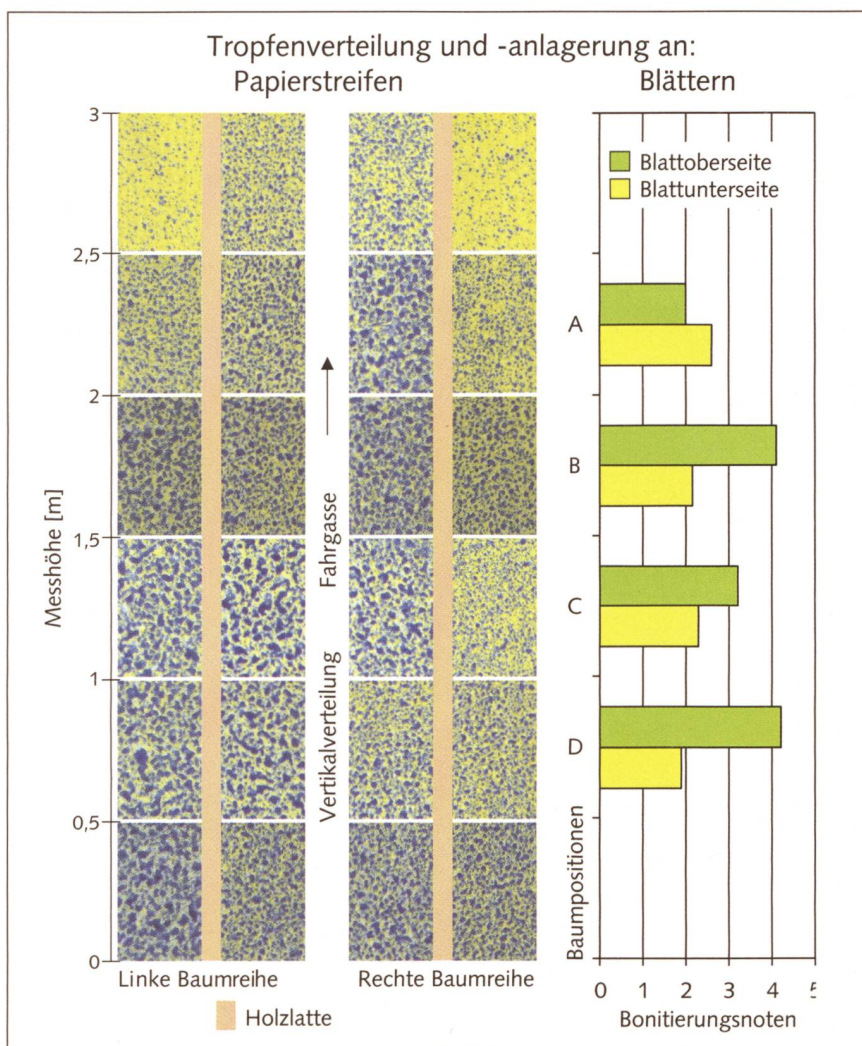 Tropfenverteilung und -anlagerung an:
Papierstreifen
Blättern
3
2,5
2
1,5
1
0,5
0
Messhöhe [m]
Vertikalverteilung
Fahrgasse
Linke Baumreihe
Rechte Baumreihe
Holzlatte
Blattoberseite
Blattunterseite
A
B
C
D
Baumpositionen
0 1 2 3 4 5
Bonitierungsnoten